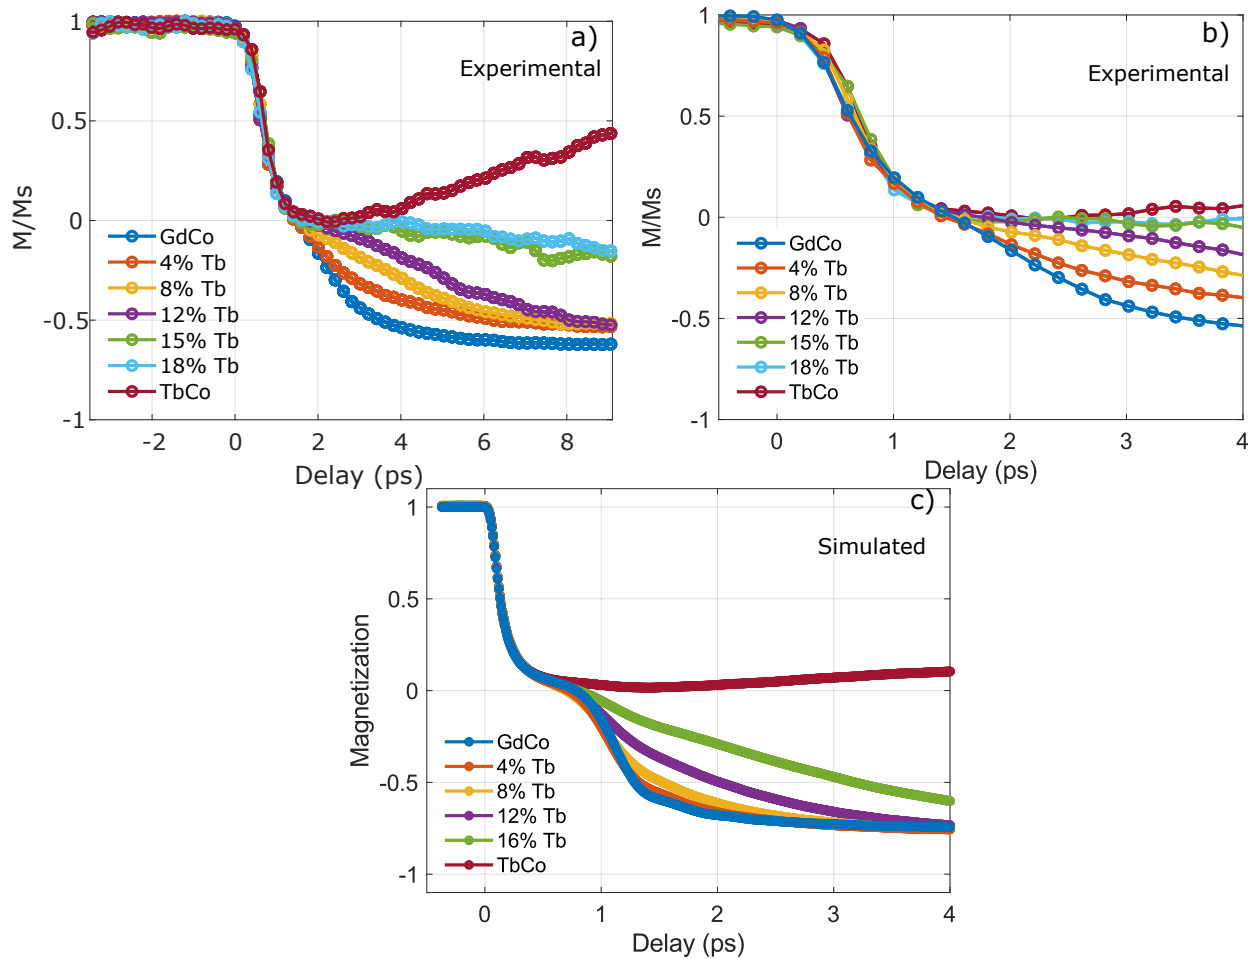 a)
Experimental
M/Ms
1
0.5
0
-0.5
-1
GdCo
4% Tb
8% Tb
12% Tb
15% Tb
18% Tb
TbCo
-2 0 2 4 6 8
Delay (ps)
b)
Experimental
M/Ms
1
0.5
0
-0.5
-1
GdCo
4% Tb
8% Tb
12% Tb
15% Tb
18% Tb
TbCo
0 1 2 3 4
Delay (ps)
c)
Simulated
Magnetization
1
0.5
0
-0.5
-1
GdCo
4% Tb
8% Tb
12% Tb
16% Tb
TbCo
0 1 2 3 4
Delay (ps)